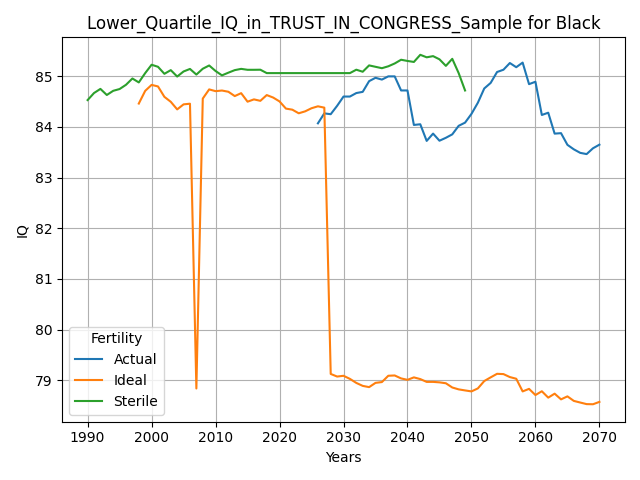 Lower_Quartile_IQ_in_TRUST_IN_CONGRESS_Sample for Black
IQ
85
84
83
82
81
80
79
Fertility
Actual
Ideal
Sterile
1990 2000 2010 2020 2030 2040 2050 2060 2070
Years